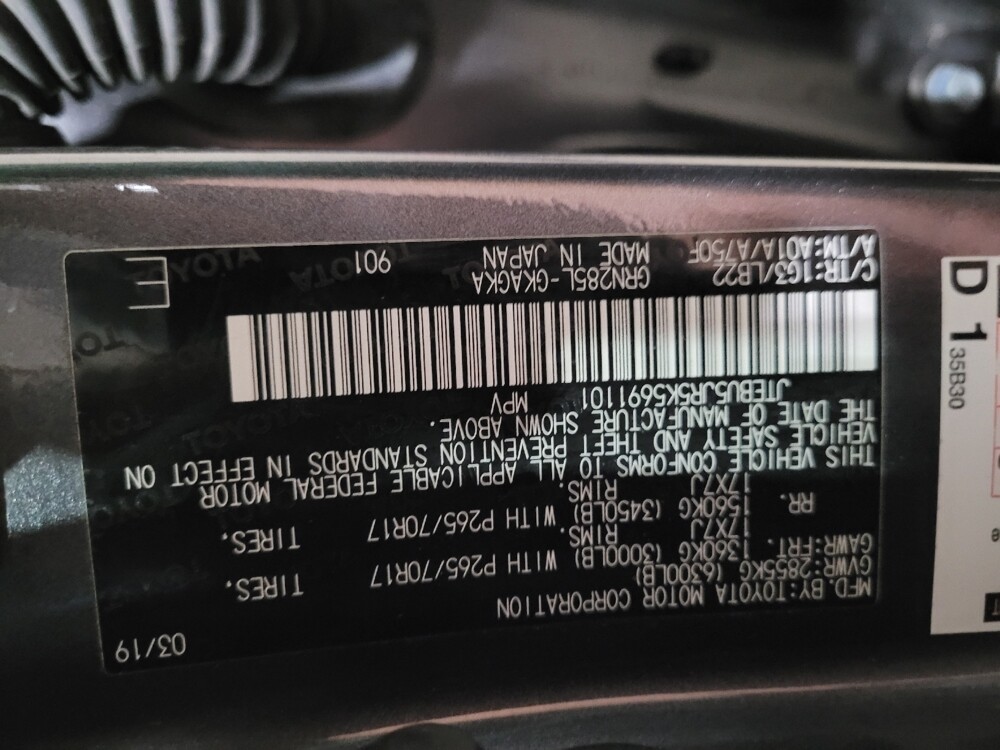 MFD. BY:TOYOTA MOTOR CORPORATION 03/19
GVWR: 2855KG (6300LB)
GAWR:FRT. 1360KG (3000LB) WITH P265/70R17 TIRES.
17X7J RIMS.
RR. 1560KG (3450LB) WITH P265/70R17 TIRES.
17X7J RIMS.
THIS VEHICLE CONFORMS TO ALL APPLICABLE FEDERAL MOTOR
VEHICLE SAFETY AND THEFT PREVENTION STANDARDS IN EFFECT ON
THE DATE OF MANUFACTURE SHOWN ABOVE.
JTEBU5JR5K5691101 MPV
C/TR:1G3/LB22 GRN285L-GKAGKA 901 E
A/TM:A01A/A750F MADE IN JAPAN
D 1
35B30